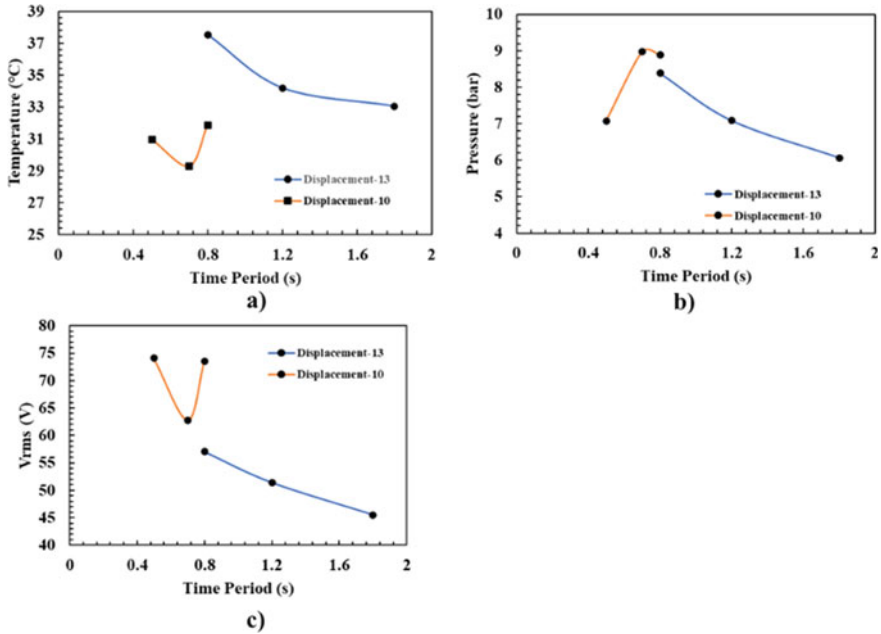 39
37
35
33
31
29
27
25
Temperature (°C)
Displacement-13
Displacement-10
0
0.4
0.8
1.2
1.6
2
Time Period (s)
a)
10
9
8
7
6
5
4
Pressure (bar)
Displacement-13
Displacement-10
0
0.4
0.8
1.2
1.6
2
Time Period (s)
b)
80
75
70
65
60
55
50
45
40
Vrms (V)
Displacement-13
Displacement-10
0
0.4
0.8
1.2
1.6
2
Time Period (s)
c)